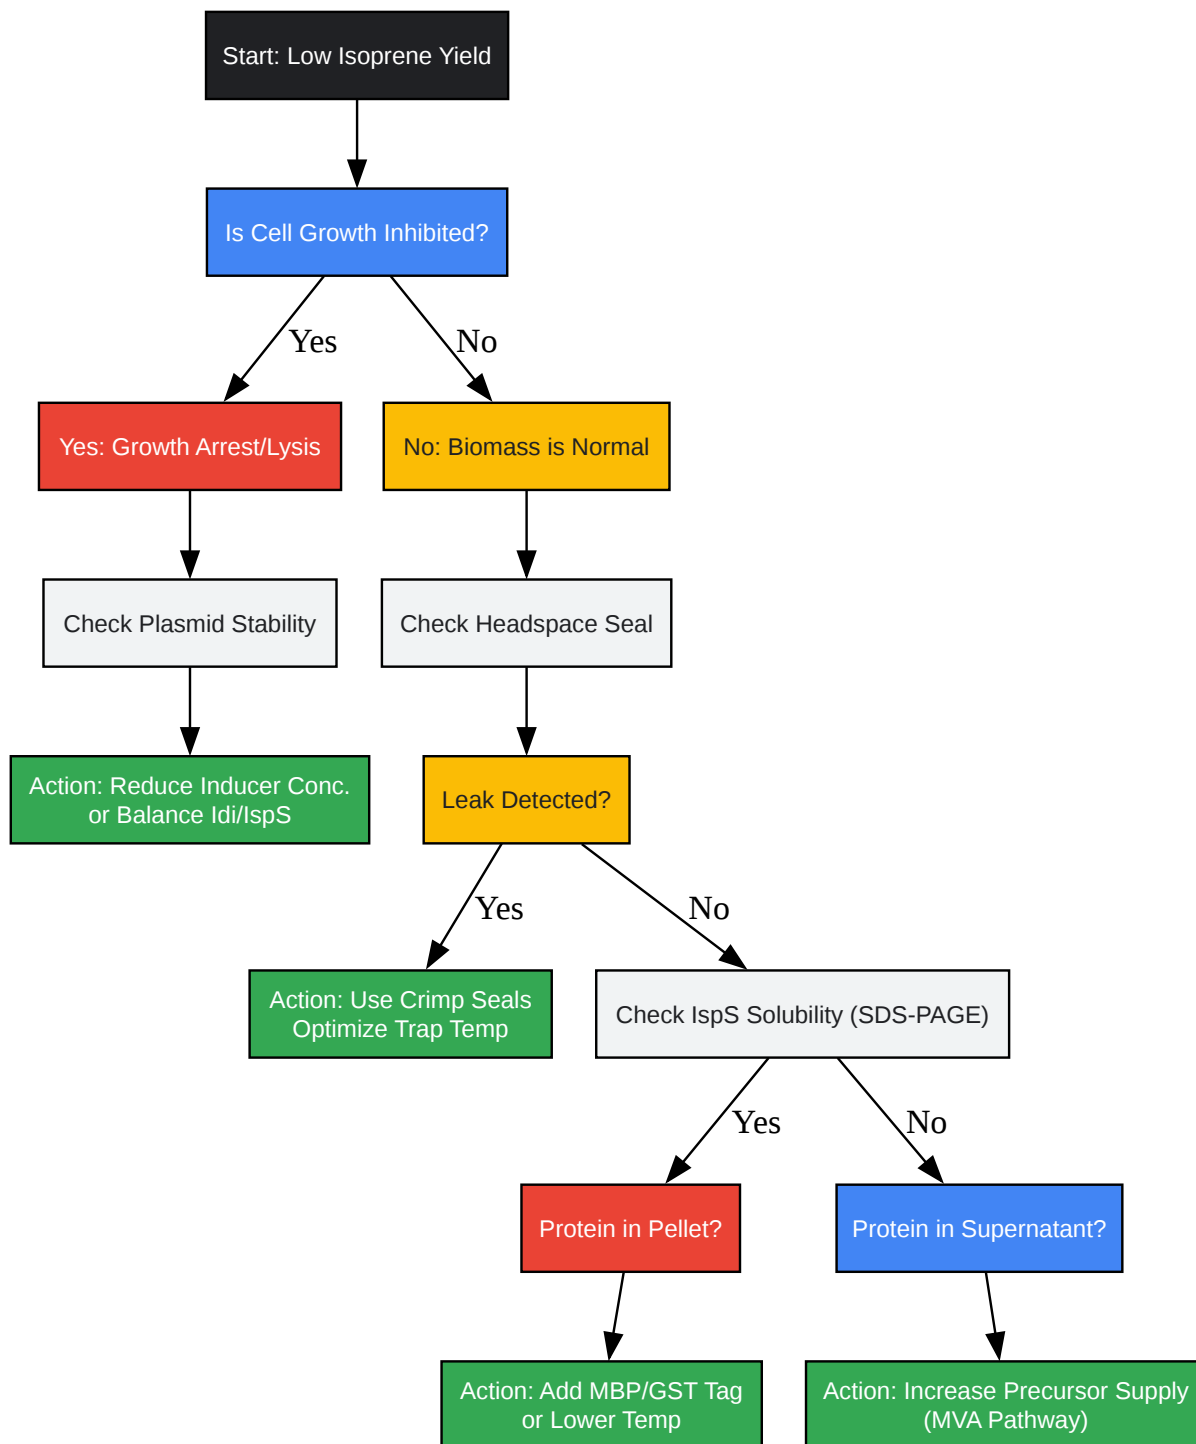 Start: Low Isoprene Yield
Is Cell Growth Inhibited?
Yes
No
Yes: Growth Arrest/Lysis
No: Biomass is Normal
Check Plasmid Stability
Check Headspace Seal
Action: Reduce Inducer Conc.
or Balance Idi/IspS
Leak Detected?
Yes
No
Action: Use Crimp Seals
Optimize Trap Temp
Check IspS Solubility (SDS-PAGE)
Yes
No
Protein in Pellet?
Protein in Supernatant?
Action: Add MBP/GST Tag
or Lower Temp
Action: Increase Precursor Supply
(MVA Pathway)